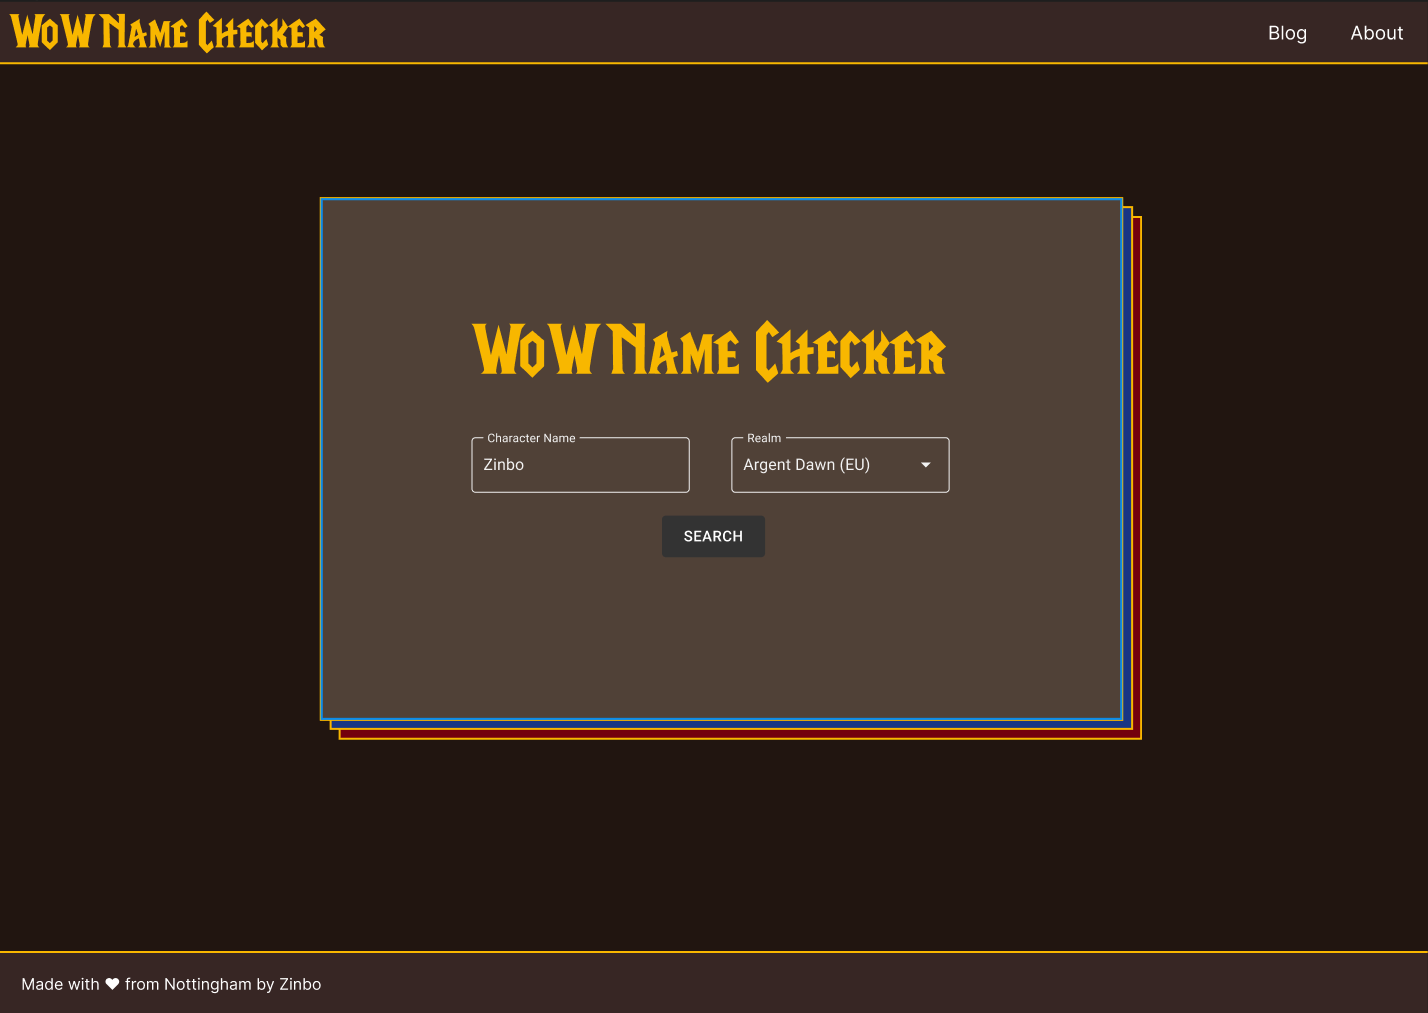 WoW Name Checker
Blog About
WoW Name Checker
Character Name
Zinbo
Realm
Argent Dawn (EU)
SEARCH
Made with ♥ from Nottingham by Zinbo